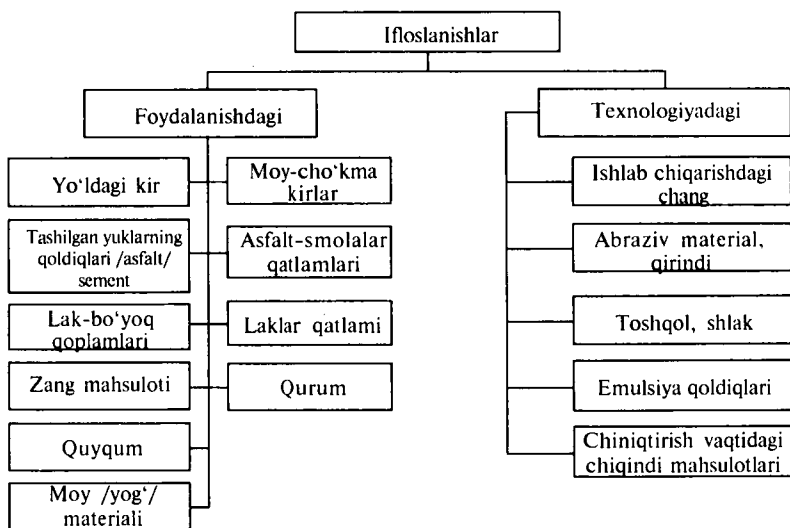 Ifloslanishlar
Foydalanishdagi
Texnologiyadagi
Yo‘ldagi kir
Moy-cho‘kma
kirlar
Tashilgan yuklarning
qoldiqlari /asfalt/
sement
Asfalt-smolalar
qatlamlari
Lak-bo‘yoq
qoplamlari
Laklar qatlami
Zang mahsuloti
Qurum
Quyqum
Moy /yog‘/
materiali
Ishlab chiqarishdagi
chang
Abraziv material,
qirindi
Toshqol, shlak
Emulsiya qoldiqlari
Chiniqtirish vaqtidagi
chiqindi mahsulotlari